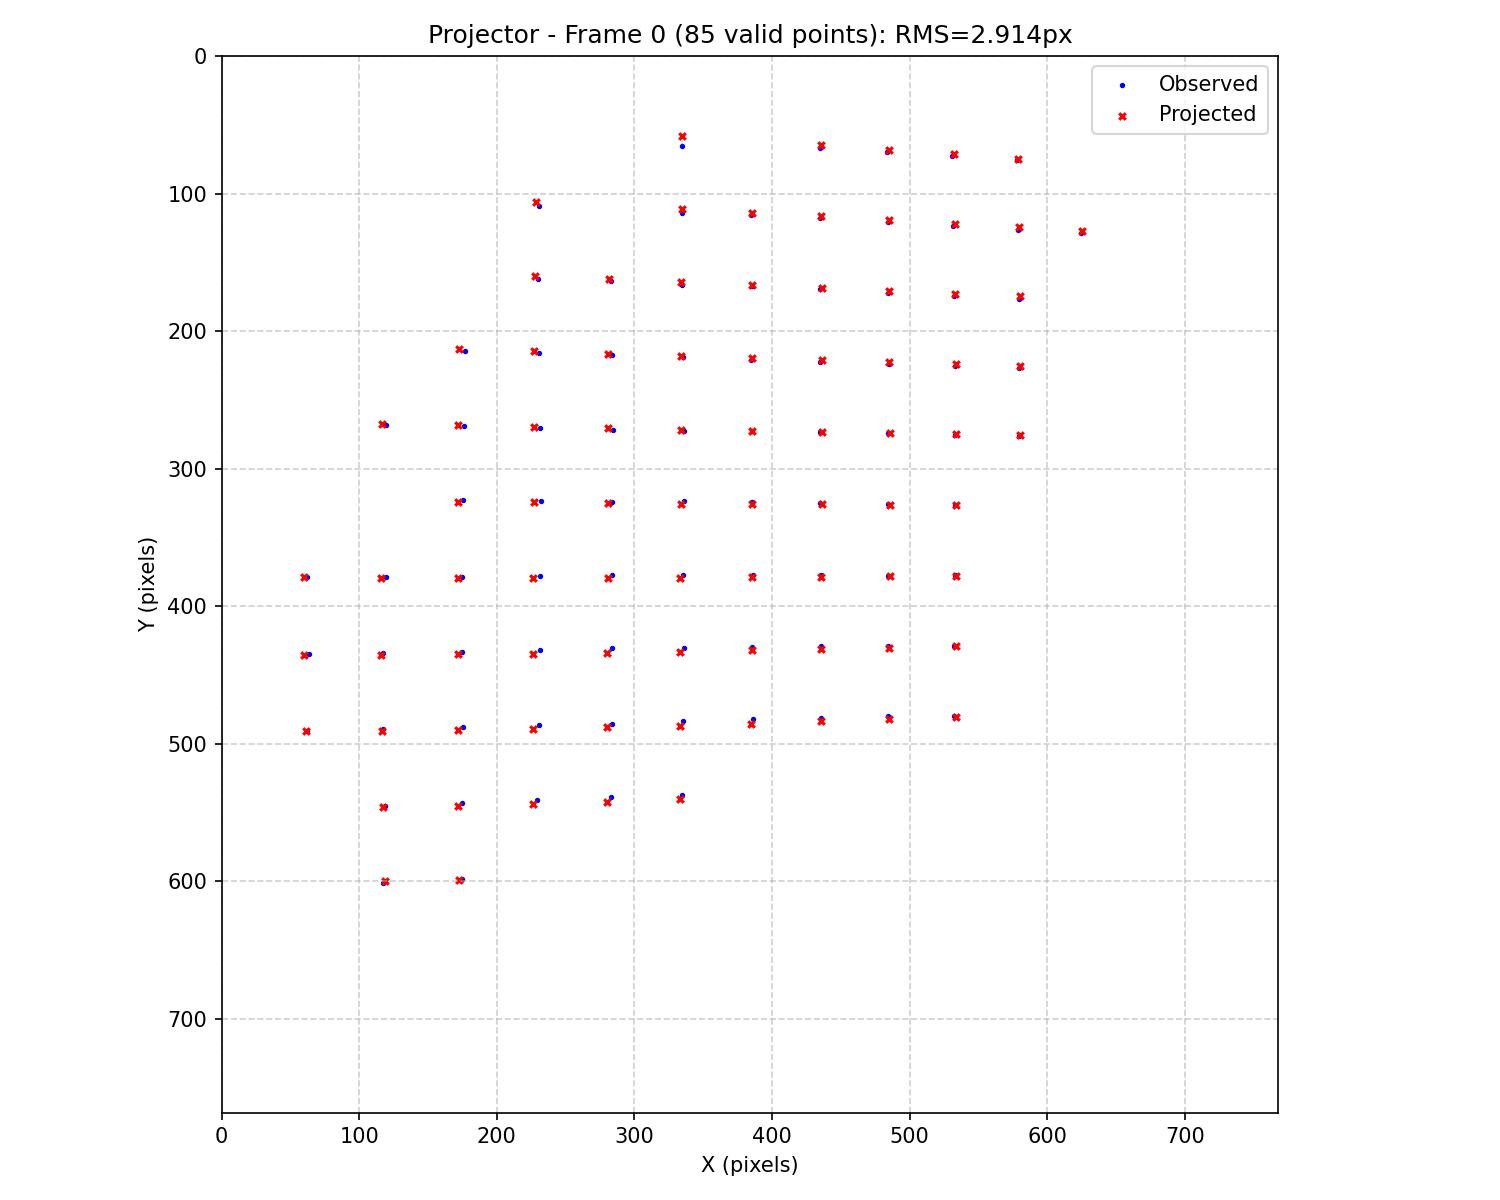 Projector - Frame 0 (85 valid points): RMS=2.914px
Observed
Projected
0
100
200
300
400
500
600
700
Y (pixels)
0 100 200 300 400 500 600 700
X (pixels)